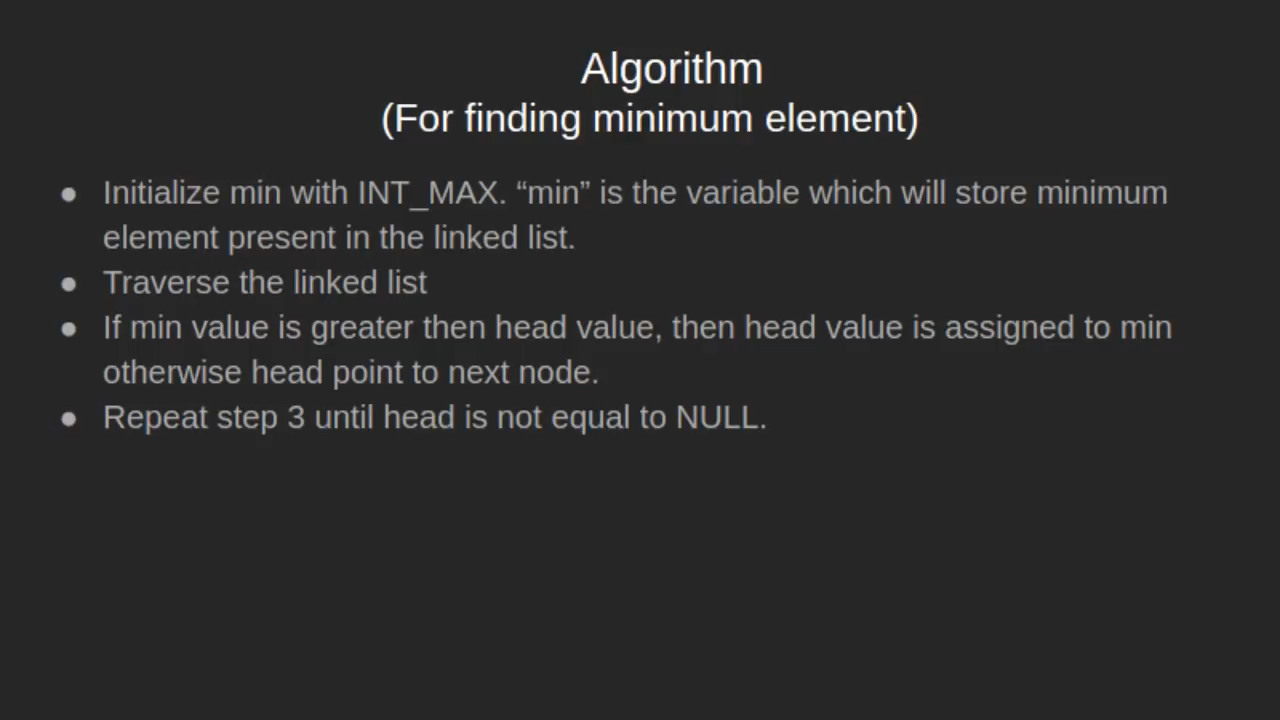 Algorithm
(For finding minimum element)
● Initialize min with INT_MAX. “min” is the variable which will store minimum
element present in the linked list.
● Traverse the linked list
● If min value is greater then head value, then head value is assigned to min
otherwise head point to next node.
● Repeat step 3 until head is not equal to NULL.